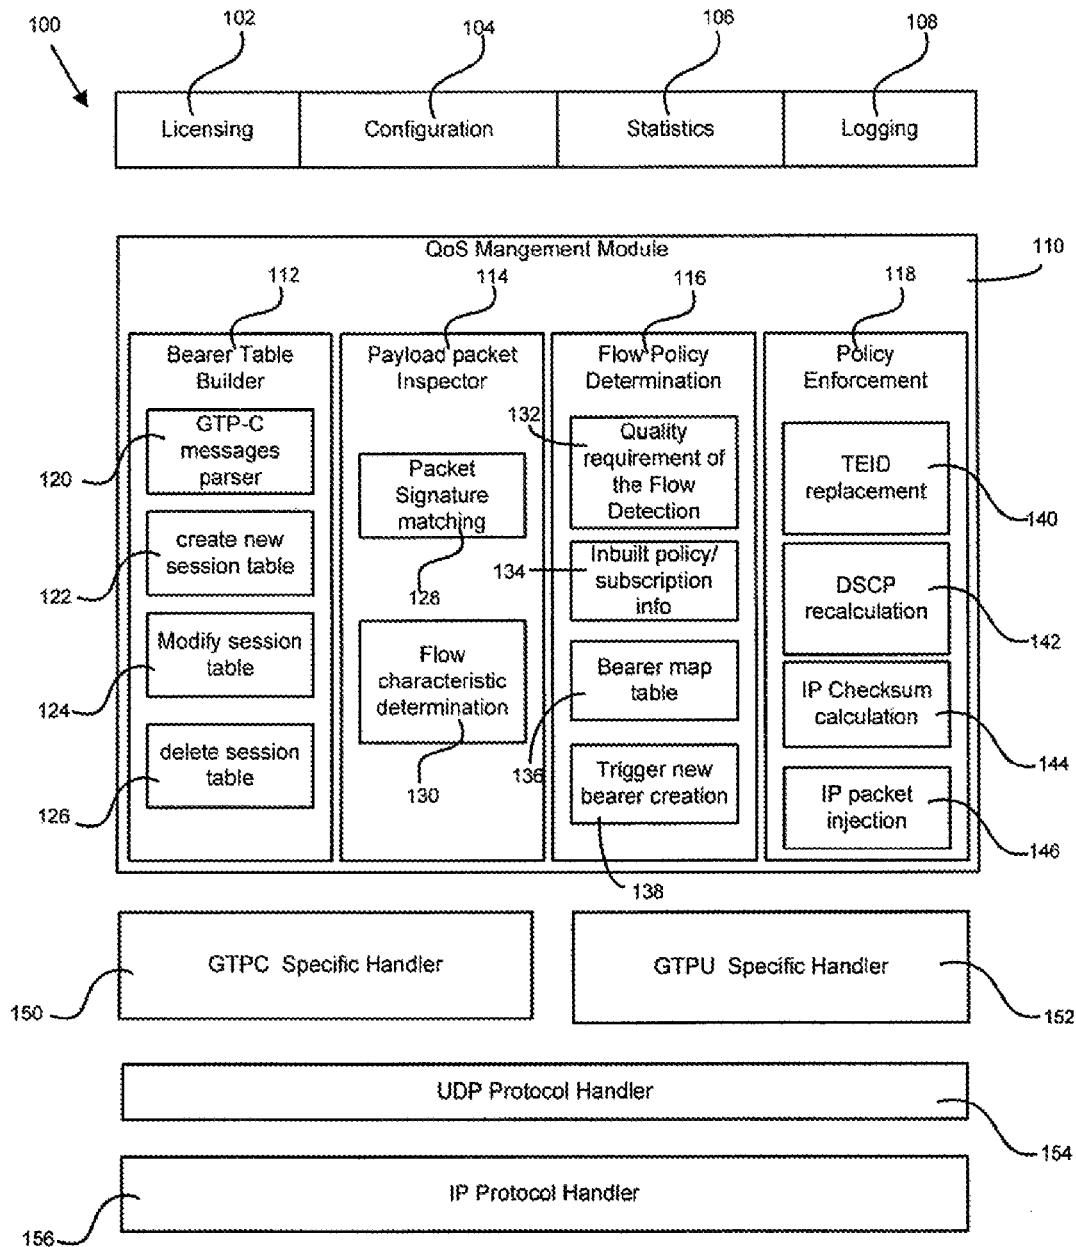 100
102
104
106
108
Licensing
Configuration
Statistics
Logging
QoS Mangement Module
110
112
114
116
118
Bearer Table
Builder
GTP-C
messages
parser
120
create new
session table
122
Modify session
table
124
delete session
table
126
Payload packet
Inspector
Packet
Signature
matching
128
Flow
characteristic
determination
130
Flow Policy
Determination
132
Quality
requirement of
the Flow
Detection
134
Inbuilt policy/
subscription
info
Bearer map
table
136
Trigger new
bearer creation
138
Policy
Enforcement
TEID
replacement
140
DSCP
recalculation
142
IP Checksum
calculation
144
IP packet
injection
146
GTPC Specific Handler
150
GTPU Specific Handler
152
UDP Protocol Handler
154
IP Protocol Handler
156